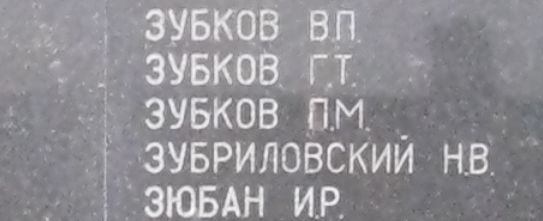 ЗУБКОВ В.П.
ЗУБКОВ Г.Т.
ЗУБКОВ П.М.
ЗУБРИЛОВСКИЙ Н.В.
ЗЮБАН И.Р.